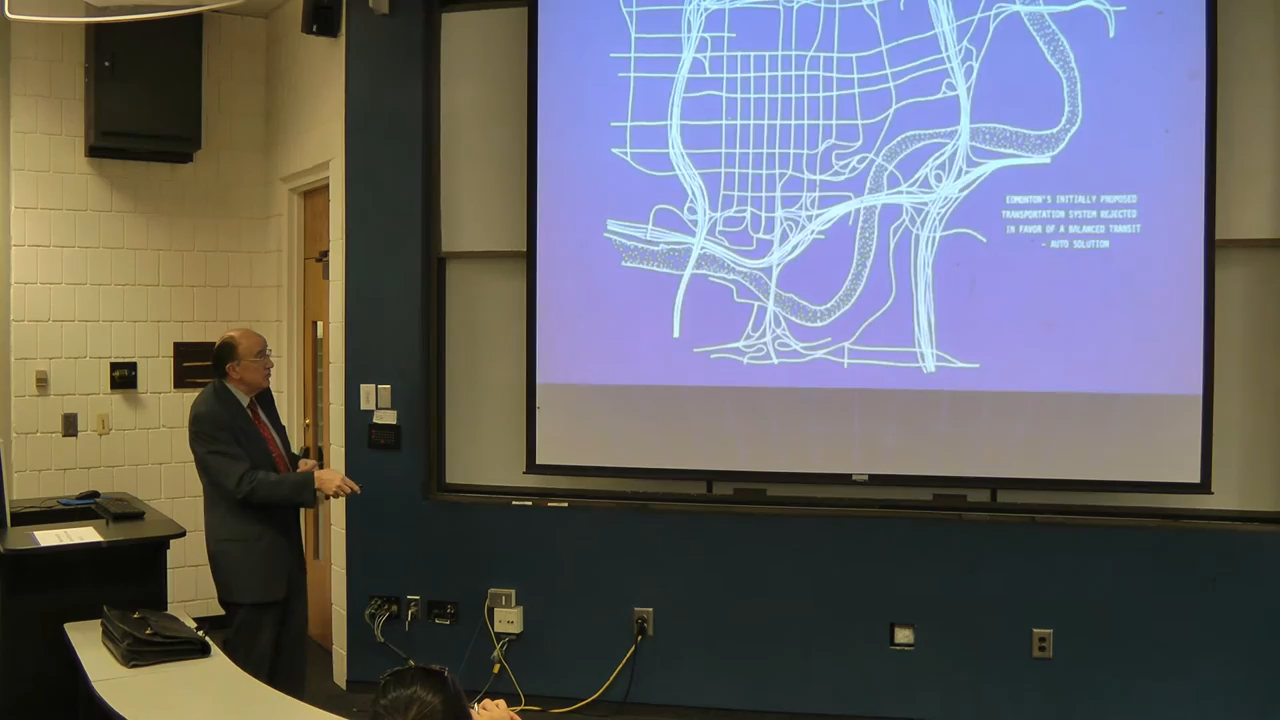 EDMONTON'S INITIALLY PROPOSED
TRANSPORTATION SYSTEM REJECTED
IN FAVOR OF A BALANCED TRANSIT
- AUTO SOLUTION